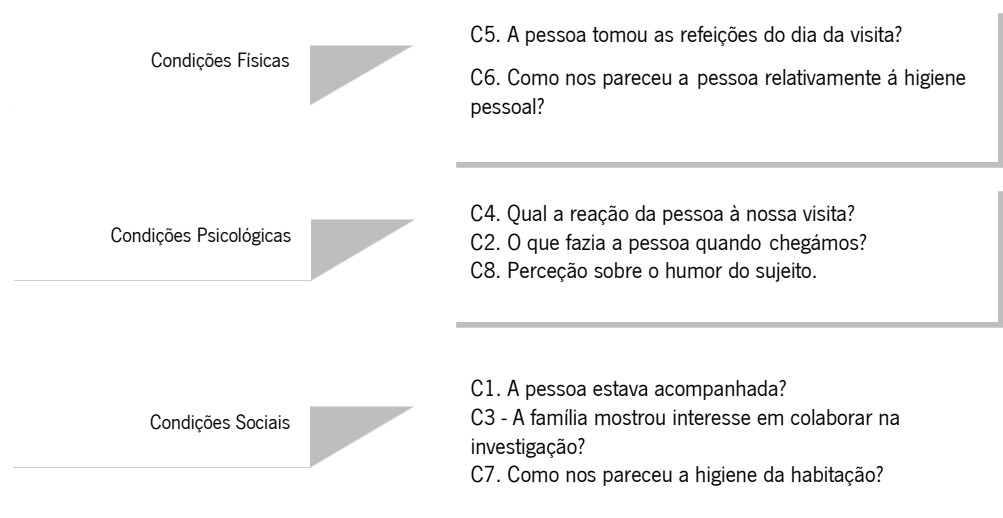 Condições Físicas
C5. A pessoa tomou as refeições do dia da visita?
C6. Como nos pareceu a pessoa relativamente á higiene
pessoal?
Condições Psicológicas
C4. Qual a reação da pessoa à nossa visita?
C2. O que fazia a pessoa quando chegámos?
C8. Perceção sobre o humor do sujeito.
Condições Sociais
C1. A pessoa estava acompanhada?
C3 - A família mostrou interesse em colaborar na
investigação?
C7. Como nos pareceu a higiene da habitação?